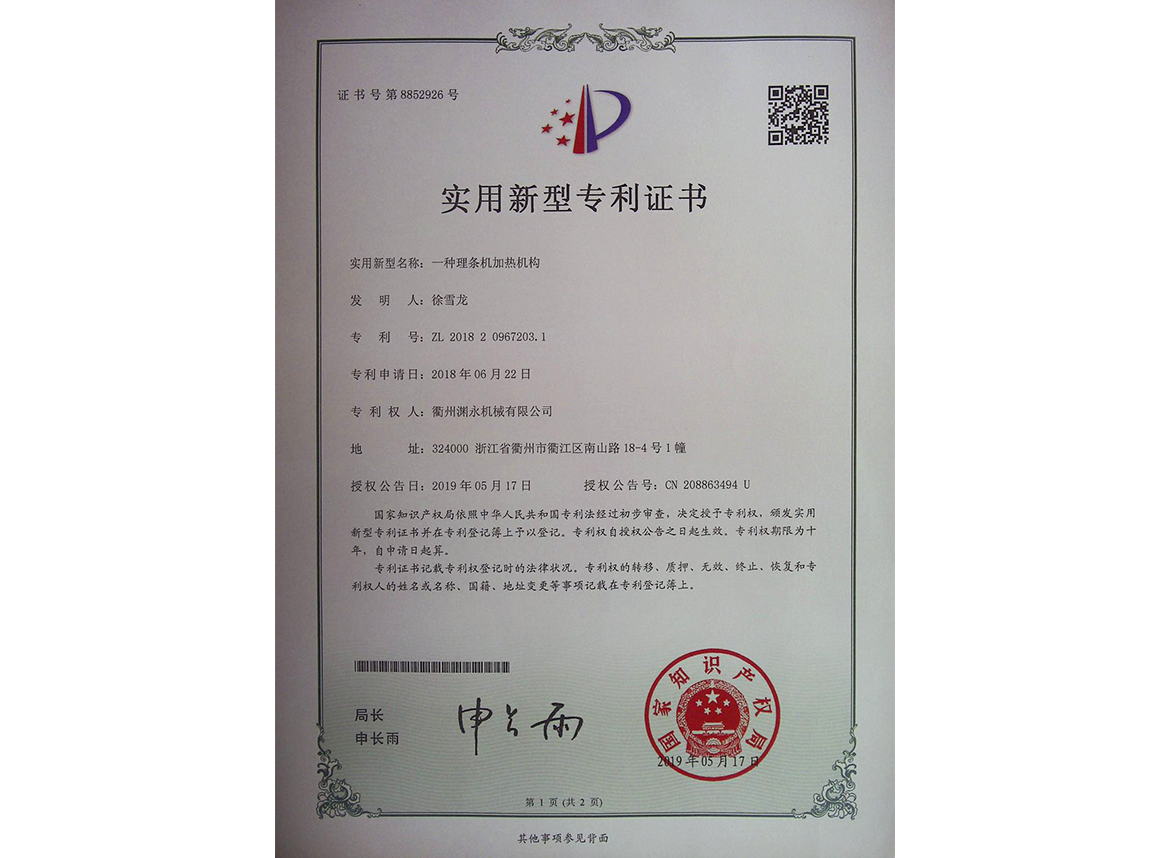 证书号第8852926号
实用新型专利证书
实用新型名称：一种理条机加热机构
发明人：徐雪龙
专利号：ZL 2018 2 0967203.1
专利申请日：2018年06月22日
专利权人：衢州渊永机械有限公司
地址：324000 浙江省衢州市衢江区南山路18-4号1幢
授权公告日：2019年05月17日 授权公告号：CN 208863494 U
国家知识产权局依照中华人民共和国专利法经过初步审查，决定授予专利权，颁发实用
新型专利证书并在专利登记簿上予以登记。专利权自授权公告之日起生效。专利权期限为十
年，自申请日起算。
专利证书记载专利权登记时的法律状况。专利权的转移、质押、无效、终止、恢复和专
利权人的姓名或名称、国籍、地址变更等事项记载在专利登记簿上。
局长
申长雨
申长雨
国家知识产权局
2019年05月17日
第1页(共2页)
其他事项参见背面